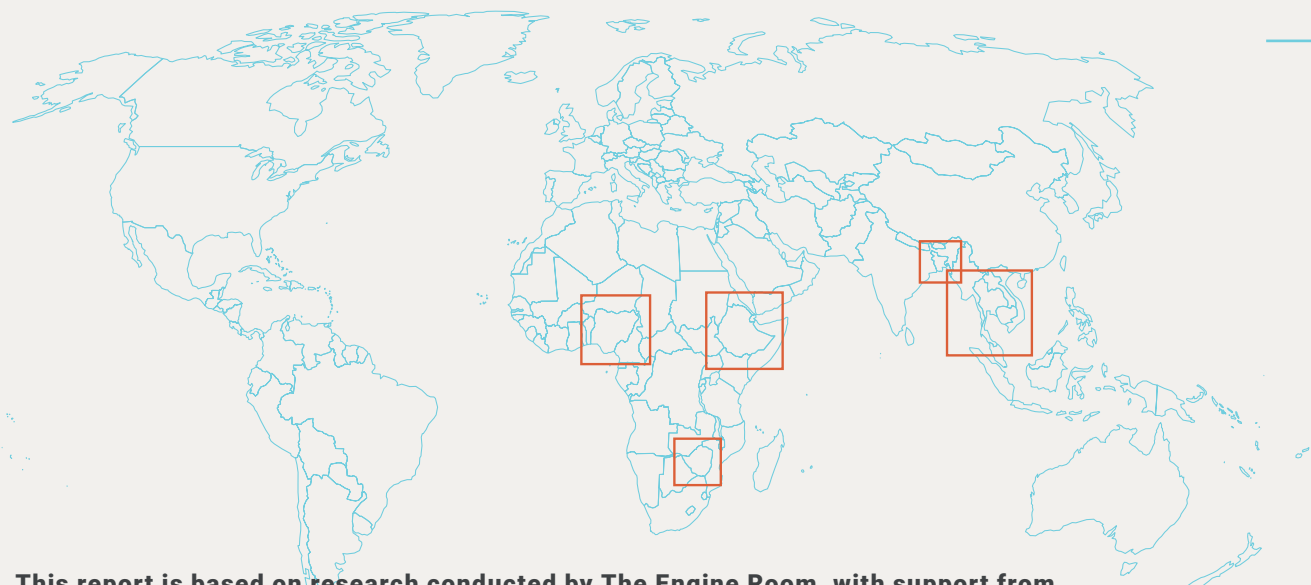 This report is based on research conducted by The Engine Room, with support from